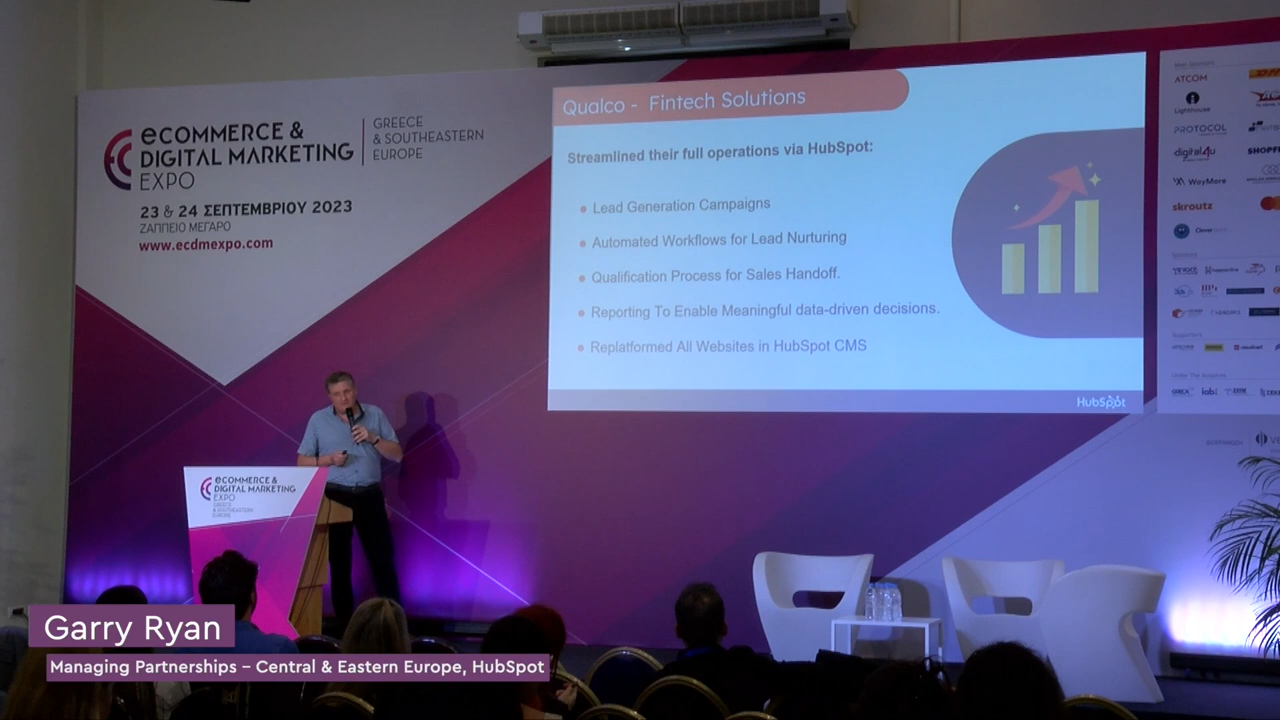 eCOMMERCE &
DIGITAL MARKETING
EXPO
GREECE
& SOUTHEASTERN
EUROPE
23 & 24 ΣΕΠΤΕΜΒΡΙΟΥ 2023
ΖΑΠΠΕΙΟ ΜΕΓΑΡΟ
www.ecdmexpo.com
Qualco - Fintech Solutions
Streamlined their full operations via HubSpot:
Lead Generation Campaigns
Automated Workflows for Lead Nurturing
Qualification Process for Sales Handoff.
Reporting To Enable Meaningful data-driven decisions.
Replatformed All Websites in HubSpot CMS
HubSpot
ATCOM
Lighthouse
PROTOCOL
digital4u
WayMore
skroutz
eCOMMERCE &
DIGITAL MARKETING
EXPO
GREECE
& SOUTHEASTERN
EUROPE
Garry Ryan
Managing Partnerships – Central & Eastern Europe, HubSpot